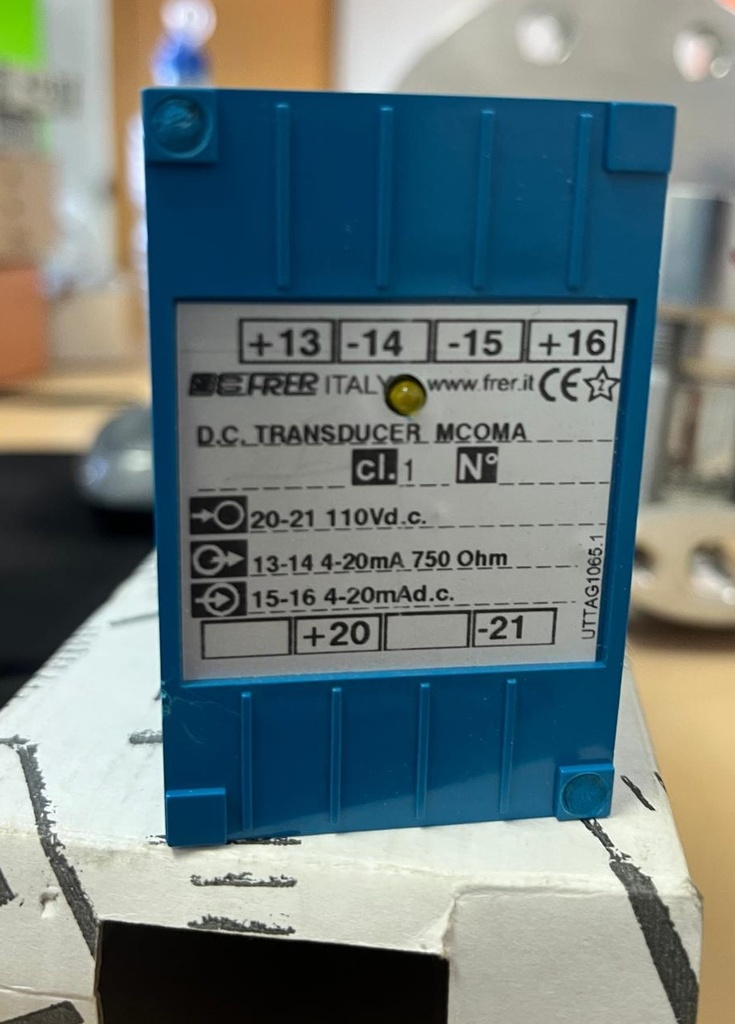 +13 -14 -15 +16
FRER ITALY www.frer.it CE 2
D.C. TRANSDUCER MCOMA
cl. 1 N°
20-21 110Vd.c.
13-14 4-20mA 750 Ohm
15-16 4-20mAd.c.
+20 -21
UTTAG1065.1